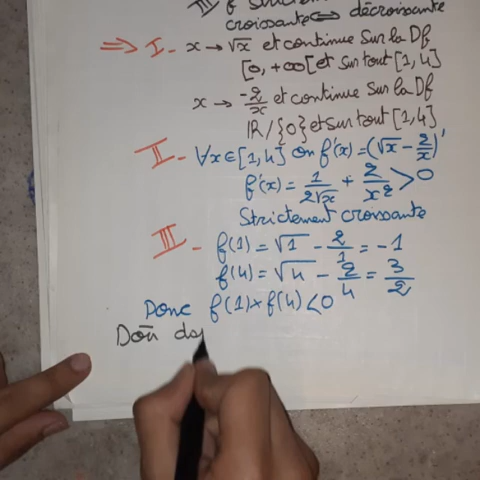 III f strict
croissante ⇔ décroissante
⇒ I - x → √x et continue sur la Df
[0, +∞[ et sur tout [1, 4]
x → -2/x et continue sur la Df
IR / {0} et sur tout [1, 4]
II - ∀x ∈ [1, 4] on f'(x) = (√x - 2/x)'
f'(x) = 1/2√x + 2/x² > 0
Strictement croissante
III - f(1) = √1 - 2/1 = -1
f(4) = √4 - 2/4 = 3/2
Donc f(1) × f(4) < 0